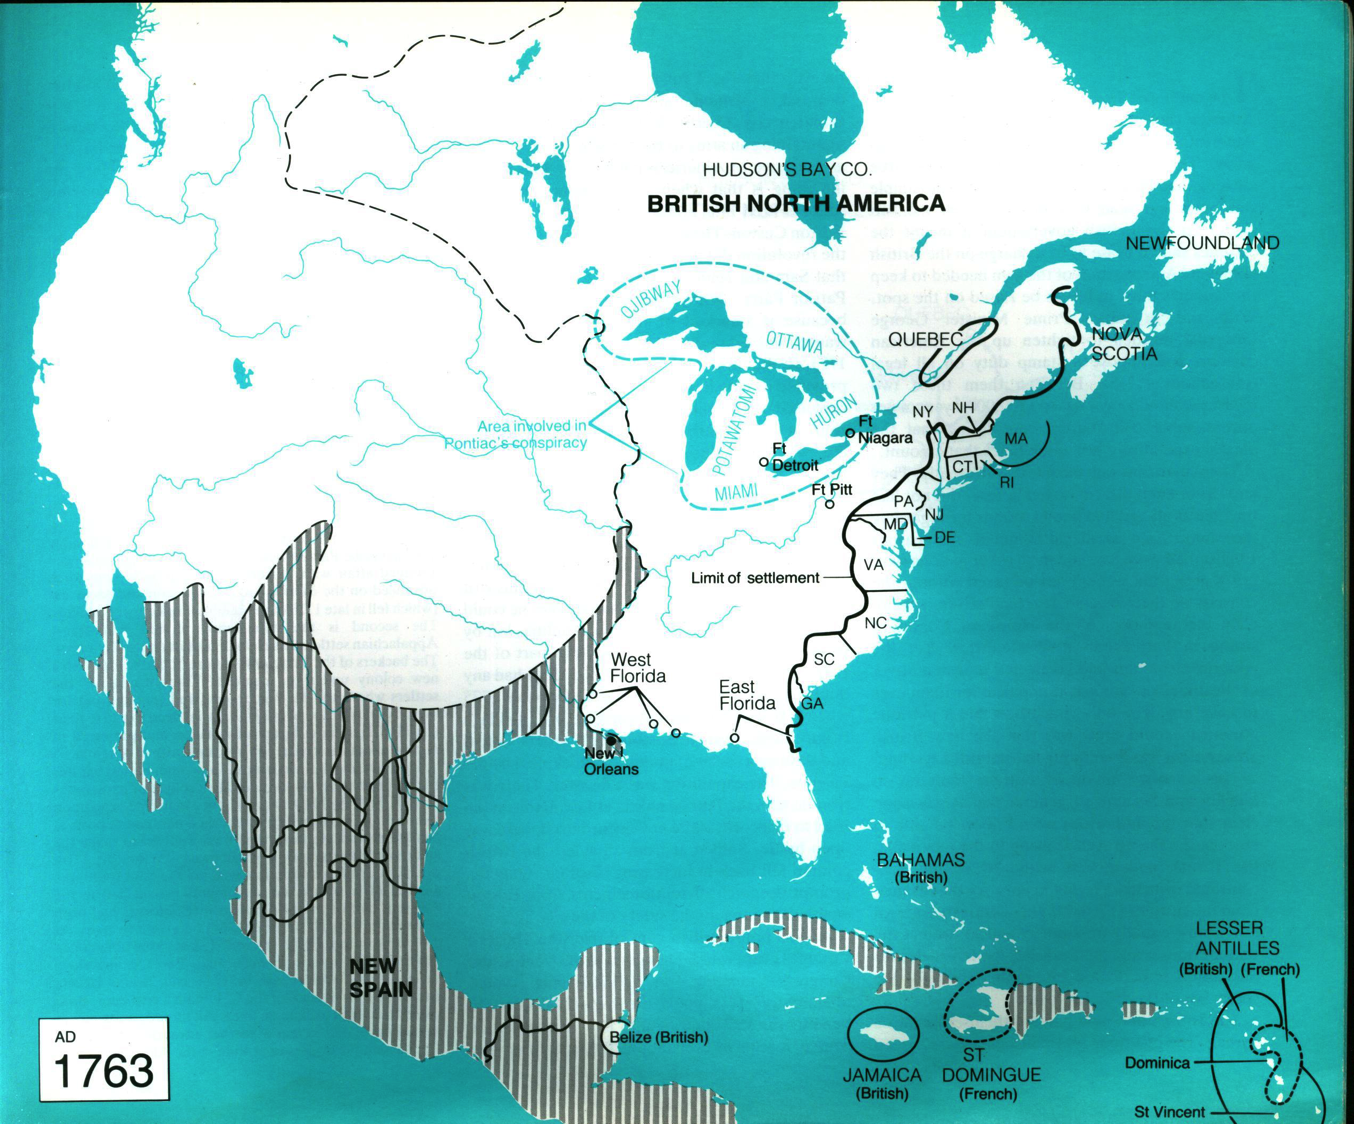 HUDSON'S BAY CO.
BRITISH NORTH AMERICA
NEWFOUNDLAND
OJIBWAY
OTTAWA
QUEBEC
NOVA
SCOTIA
POTAWATOMI
HURON
MIAMI
Area involved in
Pontiac's conspiracy
Ft
Niagara
Ft
Detroit
Ft Pitt
NY
NH
MA
CT
RI
PA
NJ
MD
DE
VA
Limit of settlement
NC
SC
GA
West
Florida
East
Florida
New
Orleans
BAHAMAS
(British)
NEW
SPAIN
Belize (British)
JAMAICA
(British)
ST
DOMINGUE
(French)
LESSER
ANTILLES
(British) (French)
Dominica
St Vincent
AD
1763